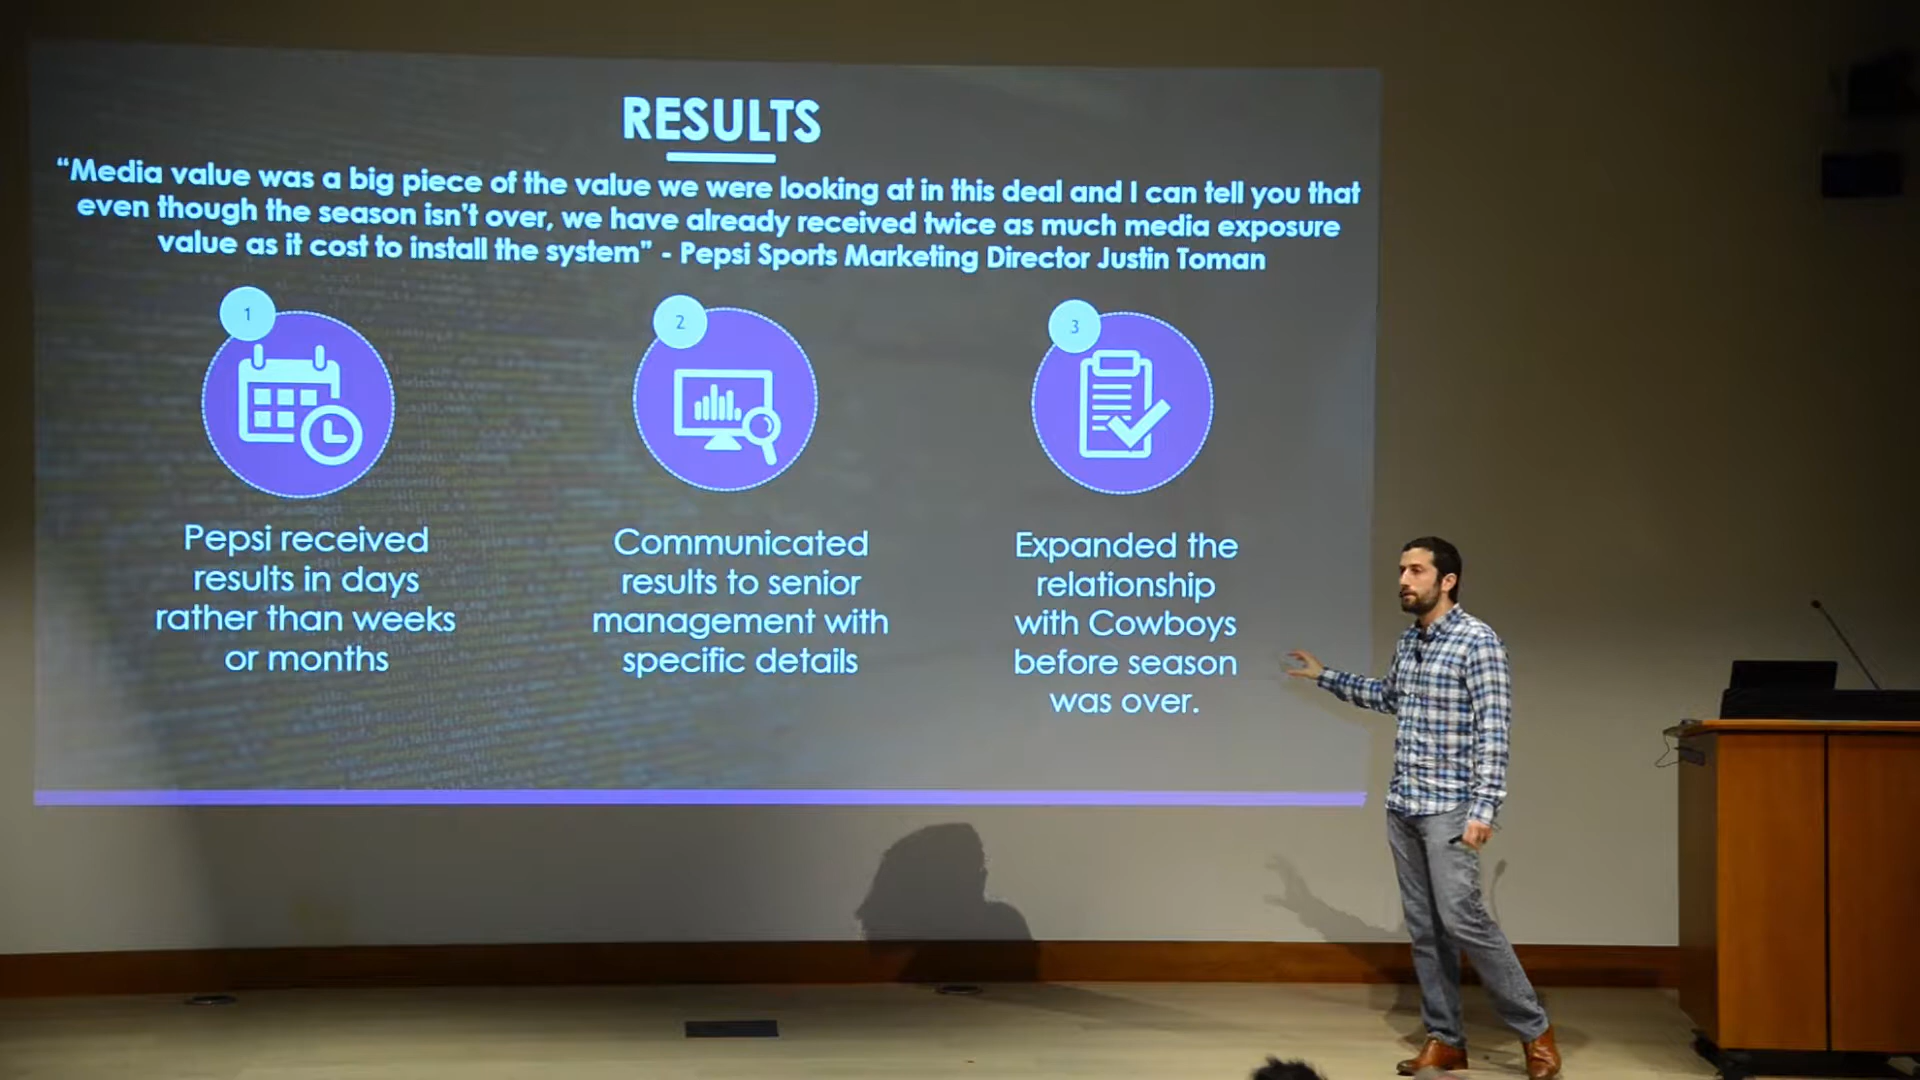 RESULTS
“Media value was a big piece of the value we were looking at in this deal and I can tell you that
even though the season isn’t over, we have already received twice as much media exposure
value as it cost to install the system” - Pepsi Sports Marketing Director Justin Toman
1
2
3
Pepsi received
results in days
rather than weeks
or months
Communicated
results to senior
management with
specific details
Expanded the
relationship
with Cowboys
before season
was over.